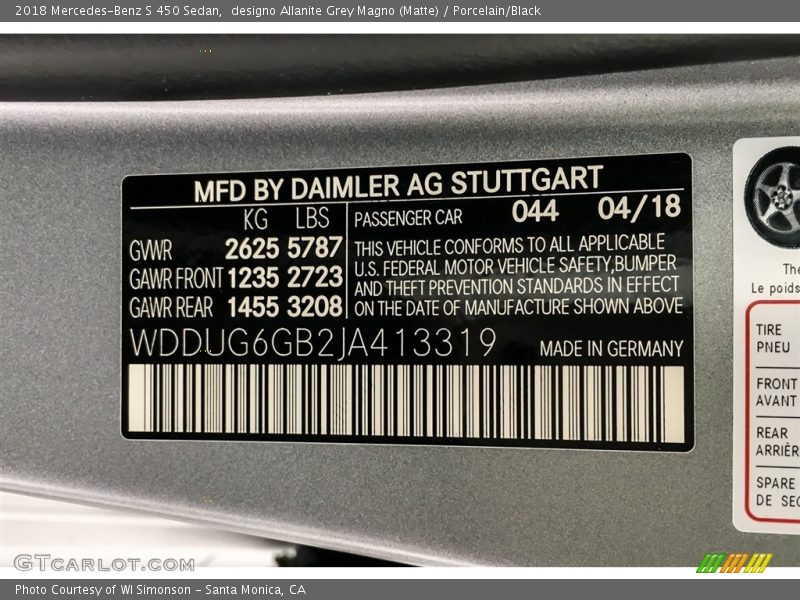 2018 Mercedes-Benz S 450 Sedan,  designo Allanite Grey Magno (Matte) / Porcelain/Black
MFD BY DAIMLER AG STUTTGART
KG LBS
GVWR 2625 5787
GAWR FRONT 1235 2723
GAWR REAR 1455 3208
PASSENGER CAR 044 04/18
THIS VEHICLE CONFORMS TO ALL APPLICABLE
U.S. FEDERAL MOTOR VEHICLE SAFETY,BUMPER
AND THEFT PREVENTION STANDARDS IN EFFECT
ON THE DATE OF MANUFACTURE SHOWN ABOVE
WDDUG6GB2JA413319 MADE IN GERMANY
The
Le poids
TIRE
PNEU
FRONT
AVANT
REAR
ARRIÈR
SPARE
DE SEC
GTcarlot.com
Photo Courtesy of WI Simonson - Santa Monica, CA